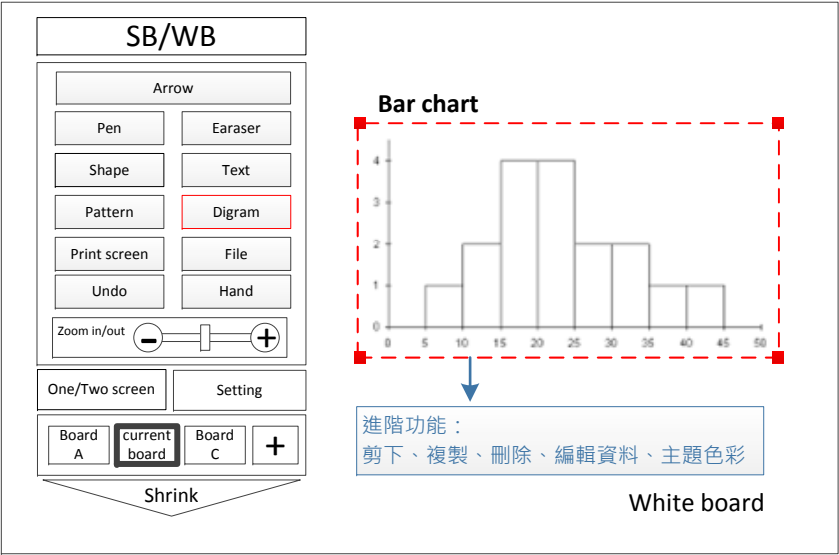 SB/WB
Arrow
Pen
Earaser
Shape
Text
Pattern
Digram
Print screen
File
Undo
Hand
Zoom in/out
-
+
One/Two screen
Setting
Board
A
current
board
Board
C
+
Shrink
Bar chart
4
3
2
1
0
0 5 10 15 20 25 30 35 40 45 50
進階功能：
剪下、複製、刪除、編輯資料、主題色彩
White board